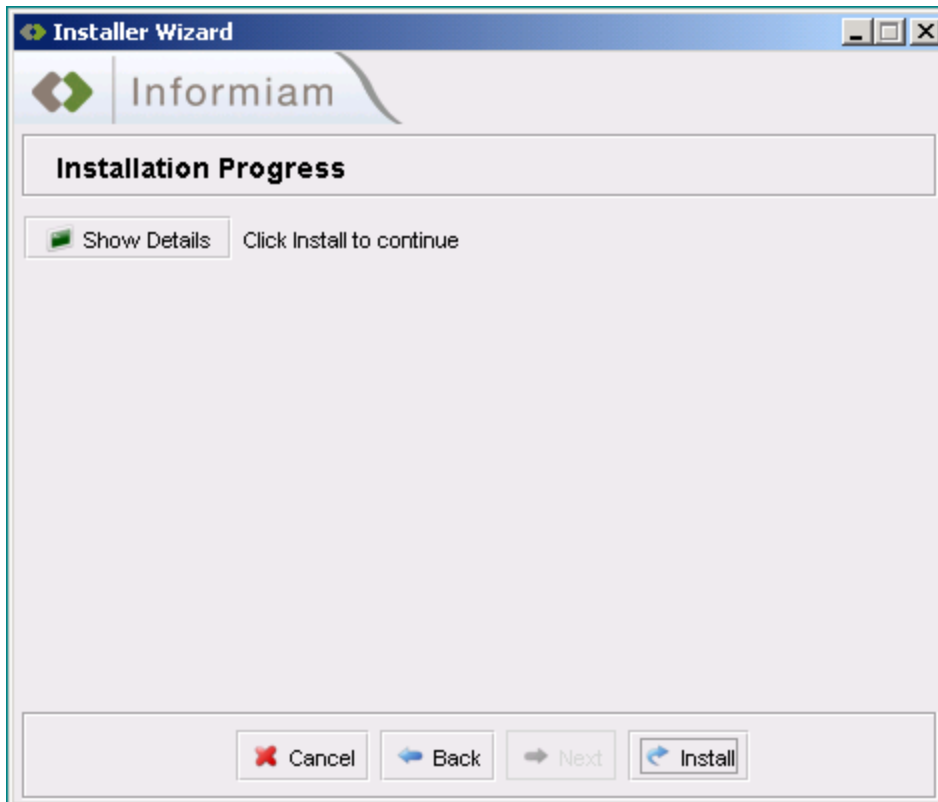 Installer Wizard
Informiam
Installation Progress
Show Details Click Install to continue
Cancel Back Next Install